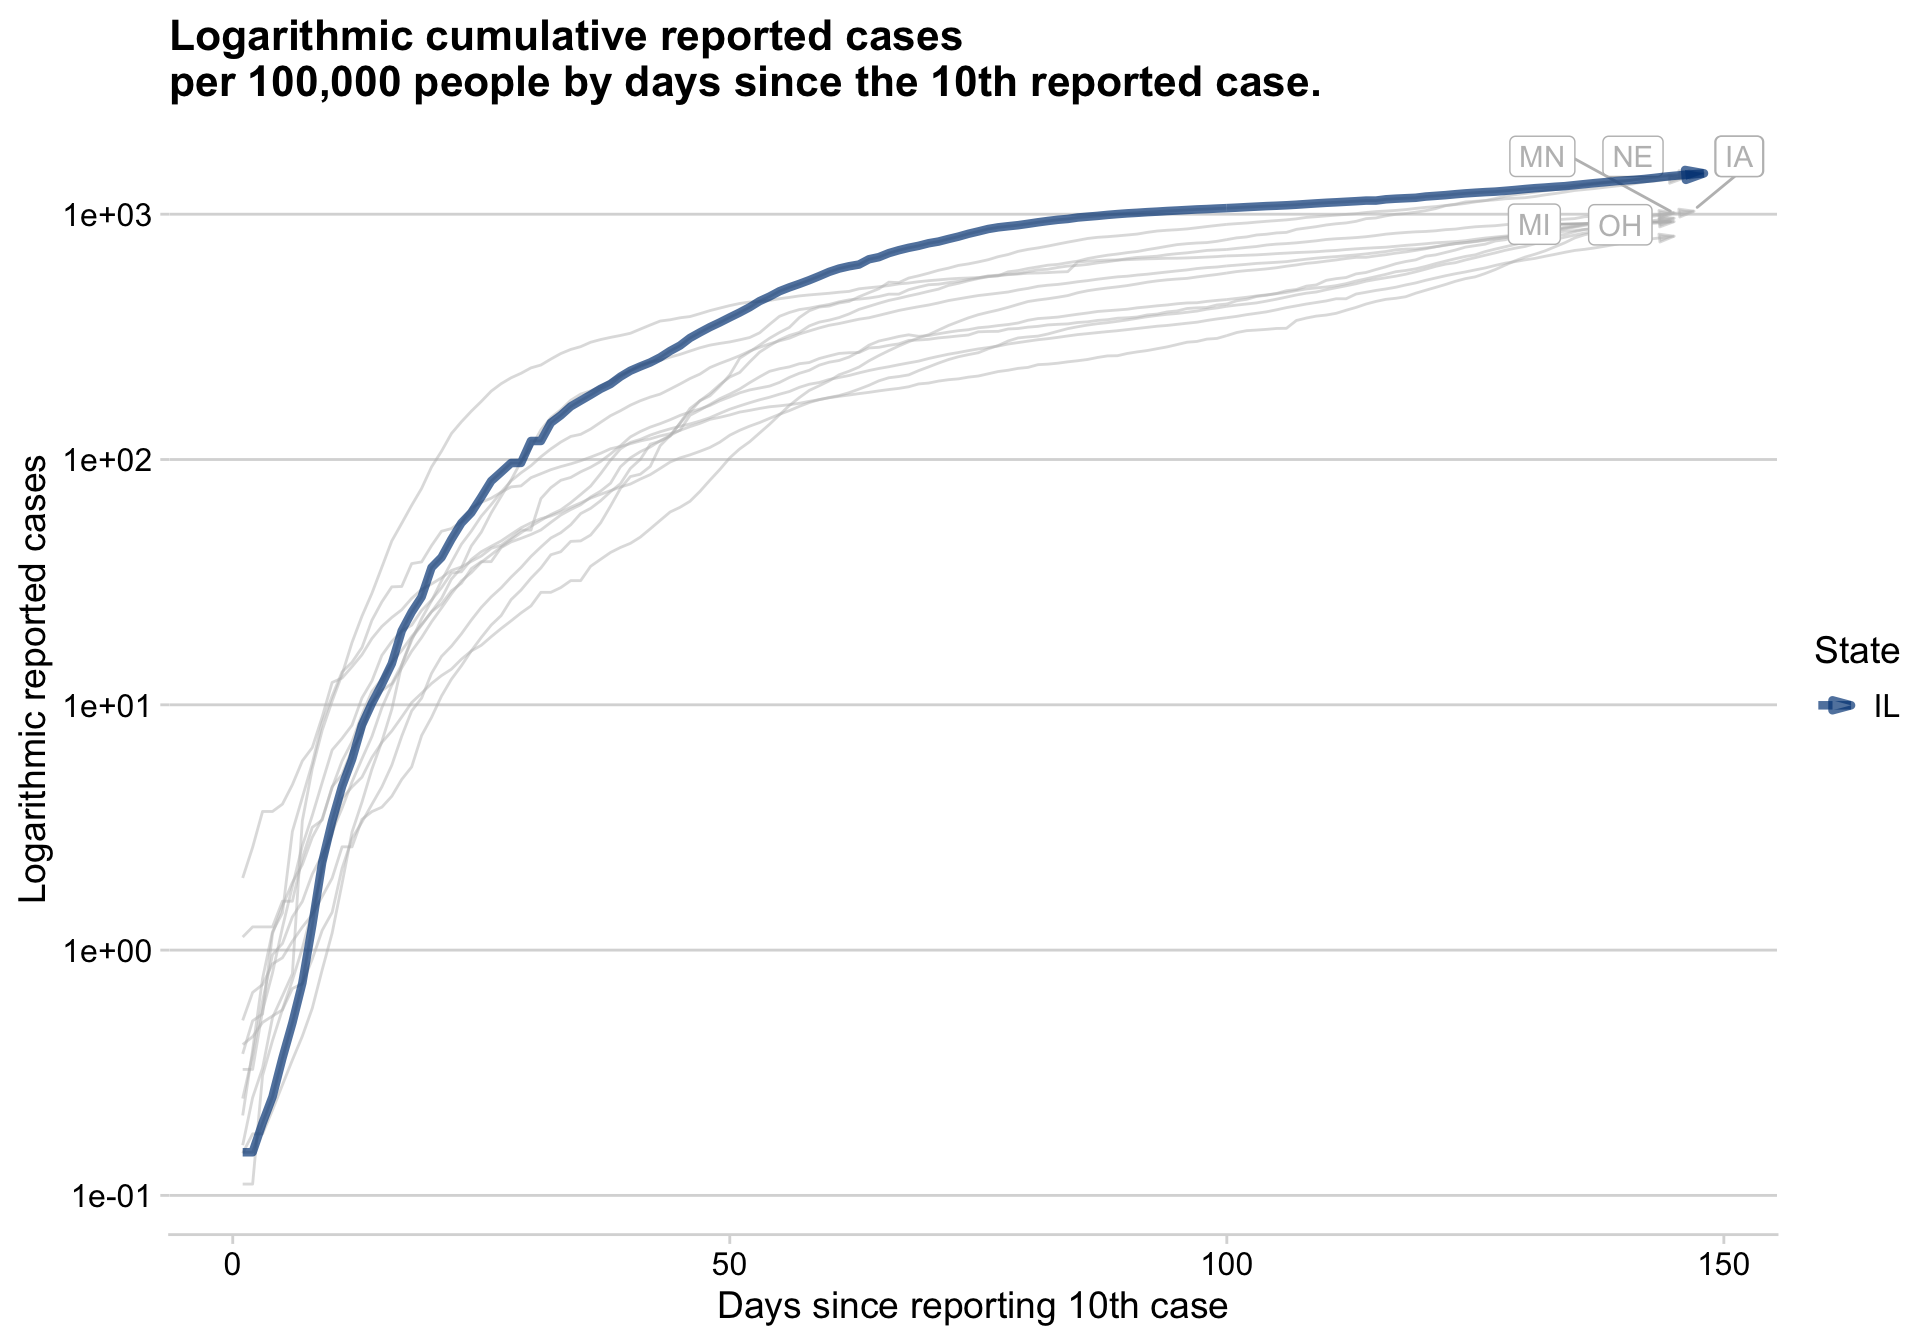 Logarithmic cumulative reported cases
per 100,000 people by days since the 10th reported case.
MN
NE
IA
MI
OH
1e+03
1e+02
1e+01
1e+00
1e-01
Logarithmic reported cases
0
50
100
150
Days since reporting 10th case
State
IL